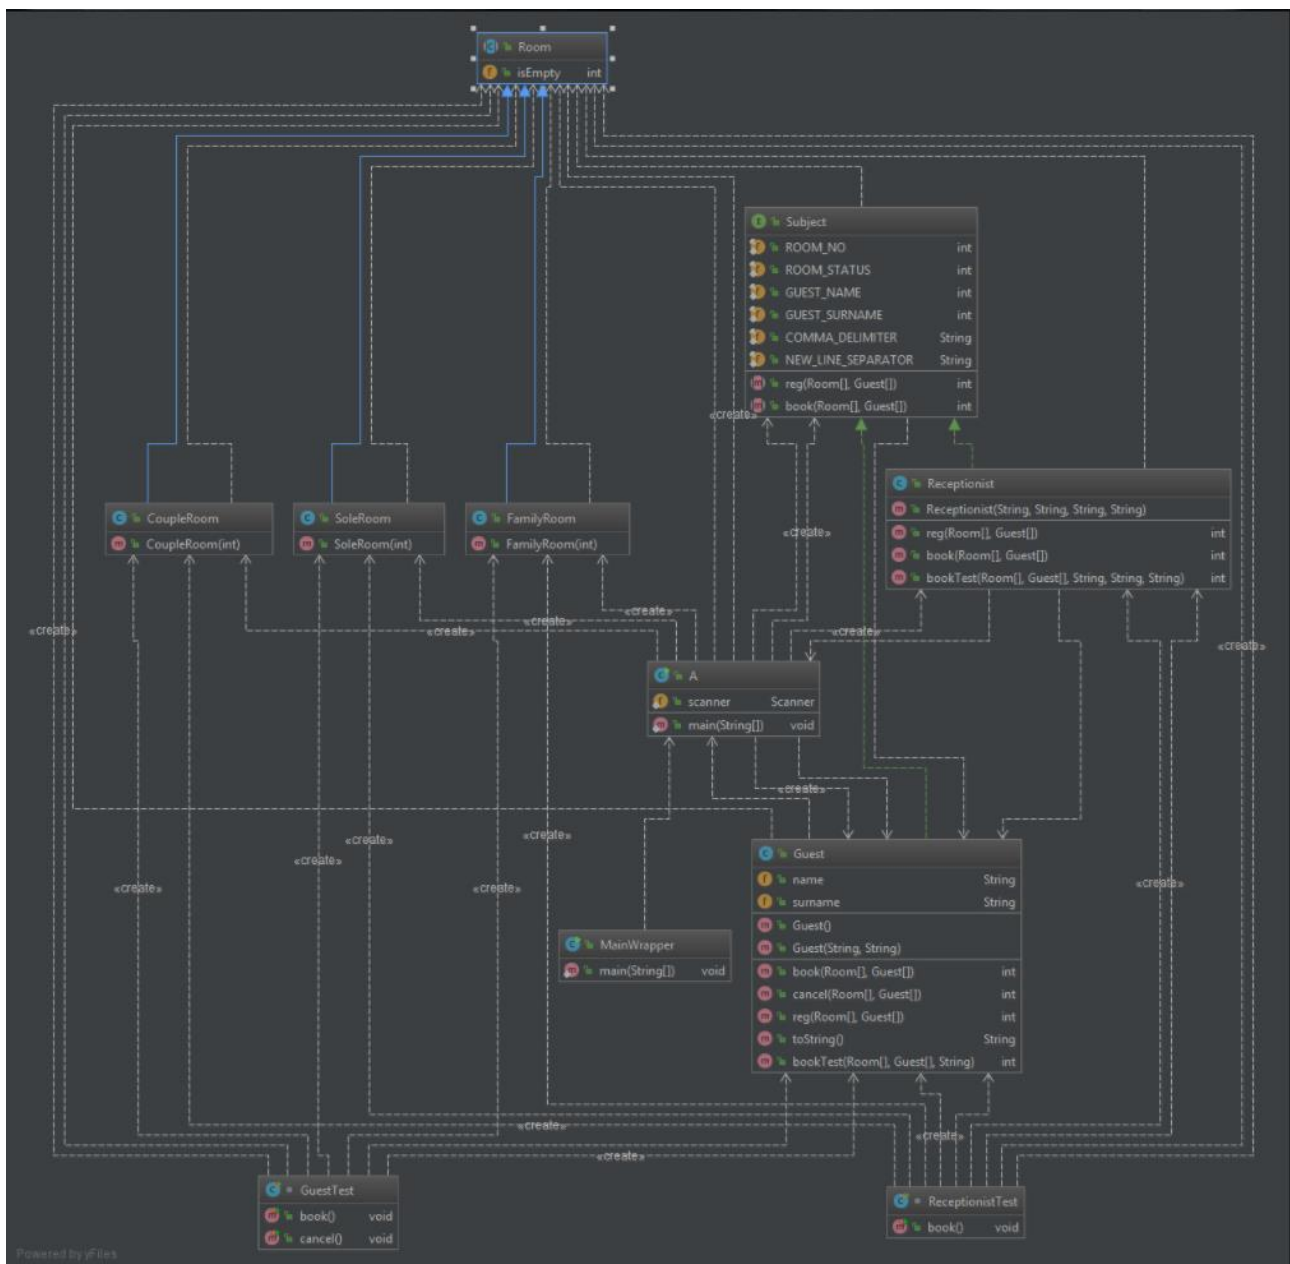 Room
isEmpty int
Subject
ROOM_NO int
ROOM_STATUS int
GUEST_NAME int
GUEST_SURNAME int
COMMA_DELIMITER String
NEW_LINE_SEPARATOR String
reg(Room[], Guest[]) int
book(Room[], Guest[]) int
«create»
Receptionist
Receptionist(String, String, String, String)
reg(Room[], Guest[]) int
book(Room[], Guest[]) int
bookTest(Room[], Guest[], String, String, String) int
CoupleRoom
CoupleRoom(int)
SoleRoom
SoleRoom(int)
FamilyRoom
FamilyRoom(int)
«create»
«create»
«create»
«create»
«create»
«create»
A
scanner Scanner
main(String[]) void
«create»
«create»
«create»
«create»
«create»
«create»
«create»
Guest
name String
surname String
Guest()
Guest(String, String)
book(Room[], Guest[]) int
cancel(Room[], Guest[]) int
reg(Room[], Guest[]) int
toString() String
bookTest(Room[], Guest[], String) int
MainWrapper
main(String[]) void
«create»
«create»
«create»
«create»
GuestTest
book() void
cancel() void
ReceptionistTest
book() void
Powered by yFiles